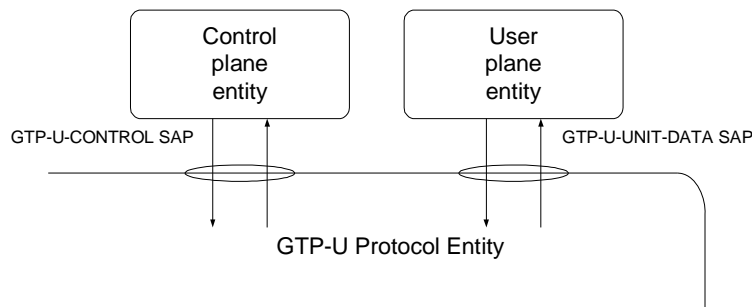 Control
plane
entity
User
plane
entity
GTP-U-CONTROL SAP
GTP-U-UNIT-DATA SAP
GTP-U Protocol Entity